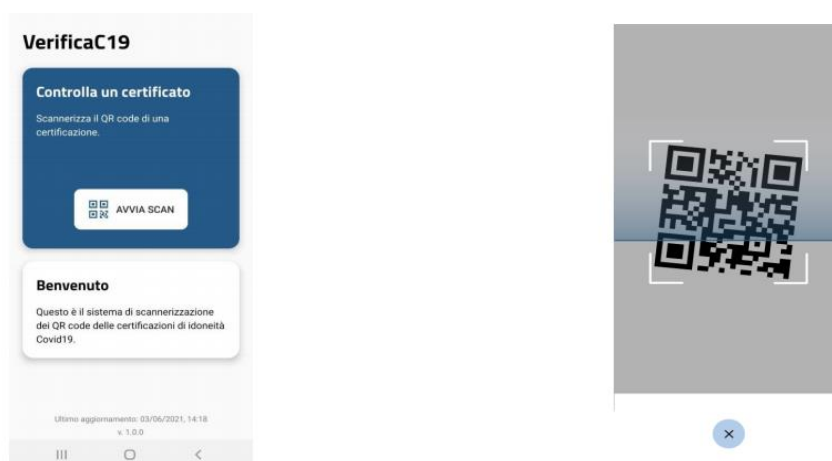 VerificaC19
Controlla un certificato
Scannerizza il QR code di una
certificazione.
AVVIA SCAN
Benvenuto
Questo è il sistema di scannerizzazione
dei QR code delle certificazioni di idoneità
Covid19.
Ultimo aggiornamento: 03/06/2021, 14:18
v. 1.0.0